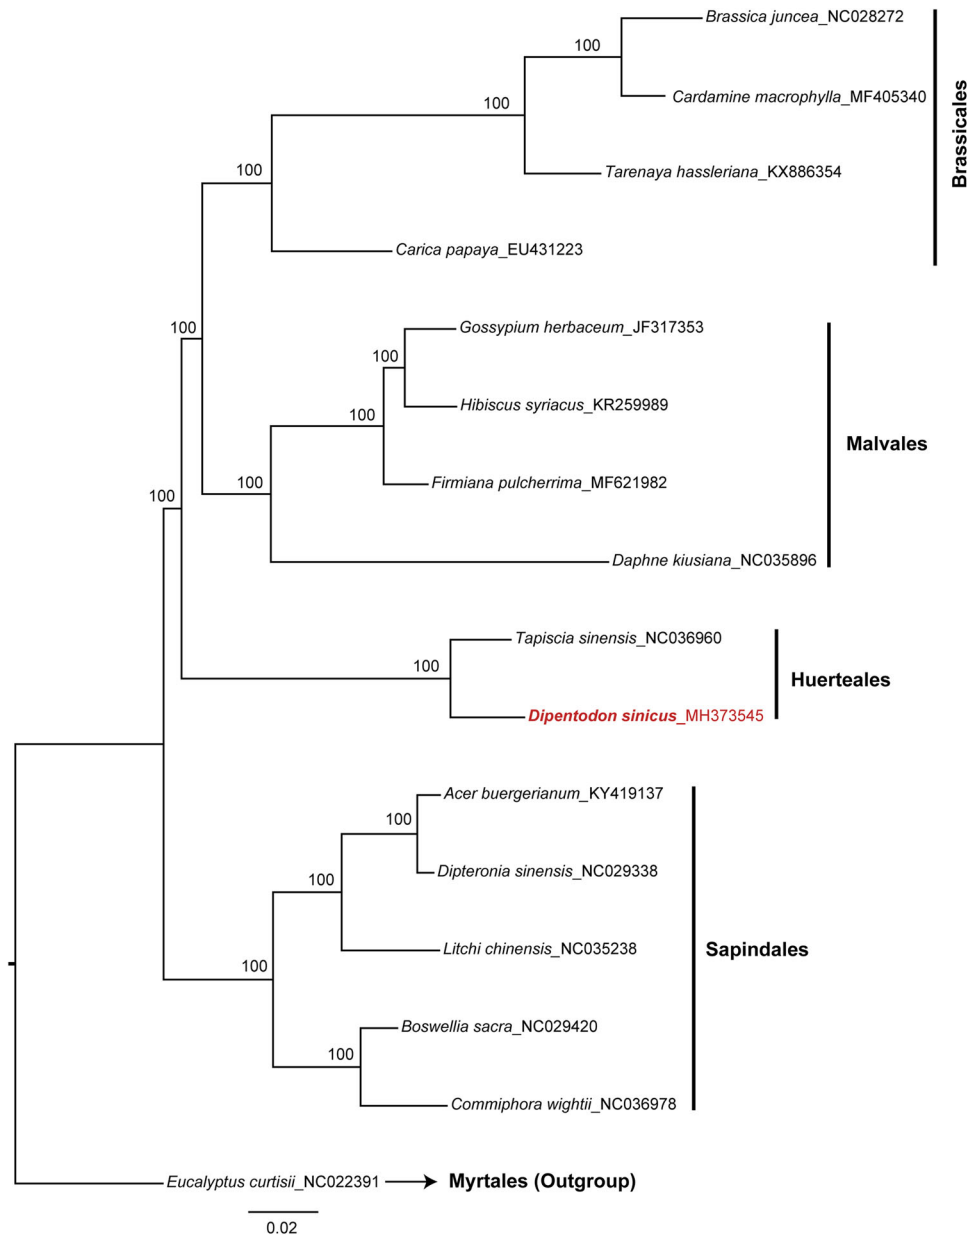 Brassica juncea_NC028272
100
Cardamine macrophylla_MF405340
100
Tarenaya hassleriana_KX886354
100
Carica papaya_EU431223
Brassicales
100
Gossypium herbaceum_JF317353
100
Hibiscus syriacus_KR259989
100
Firmiana pulcherrima_MF621982
100
Daphne kiusiana_NC035896
Malvales
100
Tapiscia sinensis_NC036960
100
Dipentodon sinicus_MH373545
Huerteales
Acer buergerianum_KY419137
100
Dipteronia sinensis_NC029338
100
Litchi chinensis_NC035238
100
Boswellia sacra_NC029420
100
Commiphora wightii_NC036978
Sapindales
Eucalyptus curtisii_NC022391
Myrtales (Outgroup)
0.02